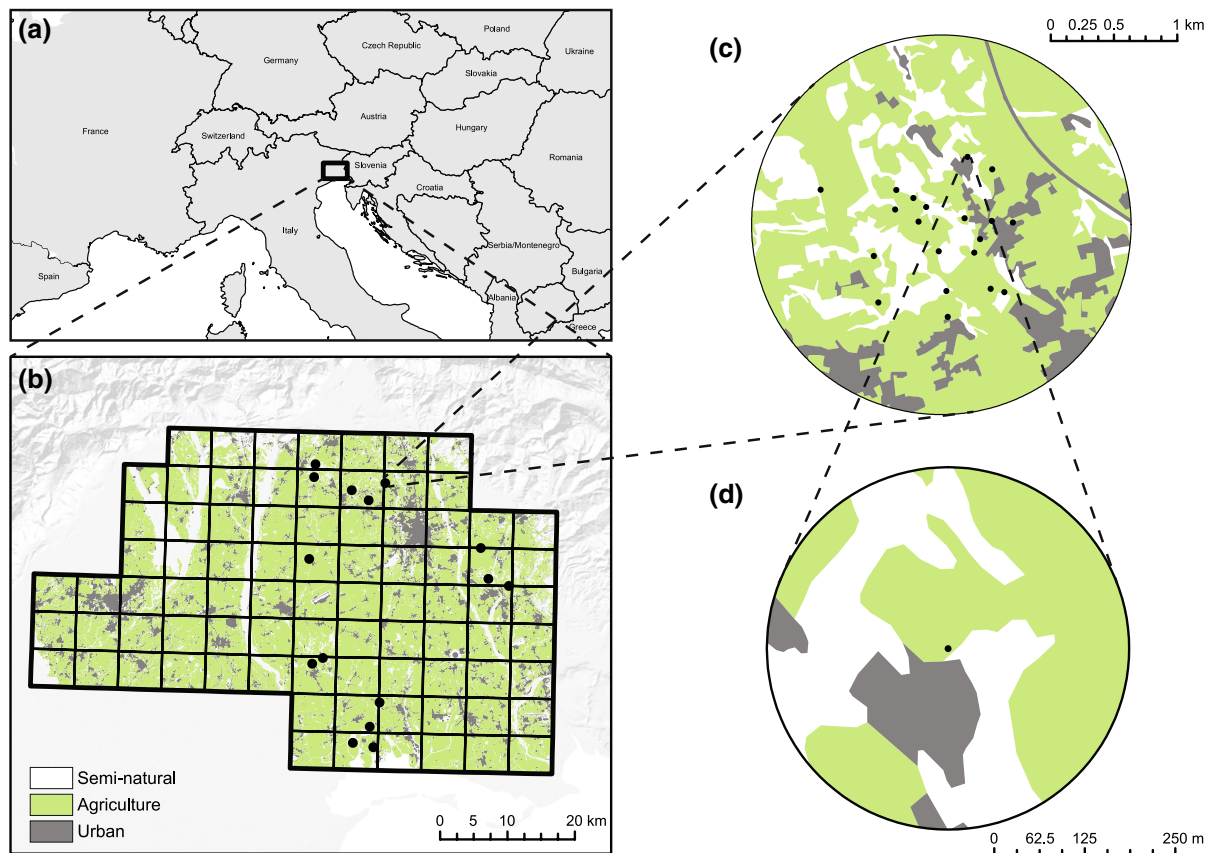 (a)
Poland
Czech Republic
Ukraine
Germany
Slovakia
Austria
France
Hungary
Switzerland
Romania
Slovenia
Croatia
Italy
Serbia/Montenegro
Spain
Bulgaria
Albania
Greece
(b)
Semi-natural
Agriculture
Urban
0 5 10 20 km
(c)
0 0.25 0.5 1 km
(d)
0 62.5 125 250 m